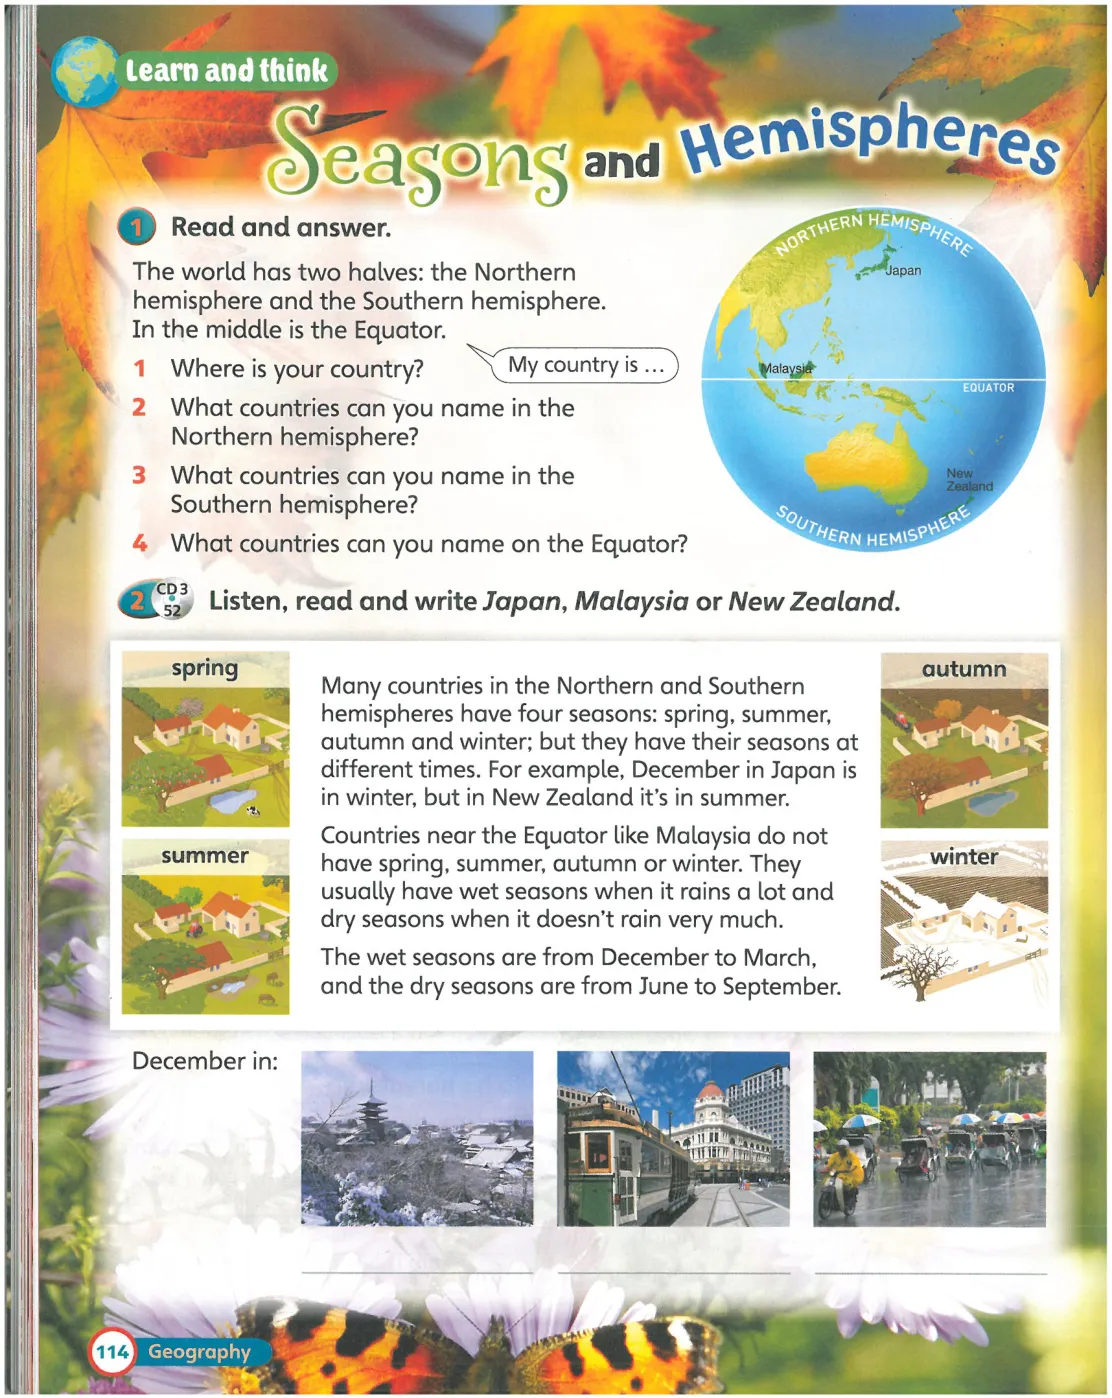 Learn and think
Seasons and Hemispheres
1 Read and answer.
The world has two halves: the Northern
hemisphere and the Southern hemisphere.
In the middle is the Equator.
1 Where is your country?
My country is ...
2 What countries can you name in the
Northern hemisphere?
3 What countries can you name in the
Southern hemisphere?
4 What countries can you name on the Equator?
NORTHERN HEMISPHERE
Japan
Malaysia
EQUATOR
New
Zealand
SOUTHERN HEMISPHERE
2 CD 3
52
Listen, read and write Japan, Malaysia or New Zealand.
spring
summer
Many countries in the Northern and Southern
hemispheres have four seasons: spring, summer,
autumn and winter; but they have their seasons at
different times. For example, December in Japan is
in winter, but in New Zealand it's in summer.
Countries near the Equator like Malaysia do not
have spring, summer, autumn or winter. They
usually have wet seasons when it rains a lot and
dry seasons when it doesn't rain very much.
The wet seasons are from December to March,
and the dry seasons are from June to September.
autumn
winter
December in:
114 Geography